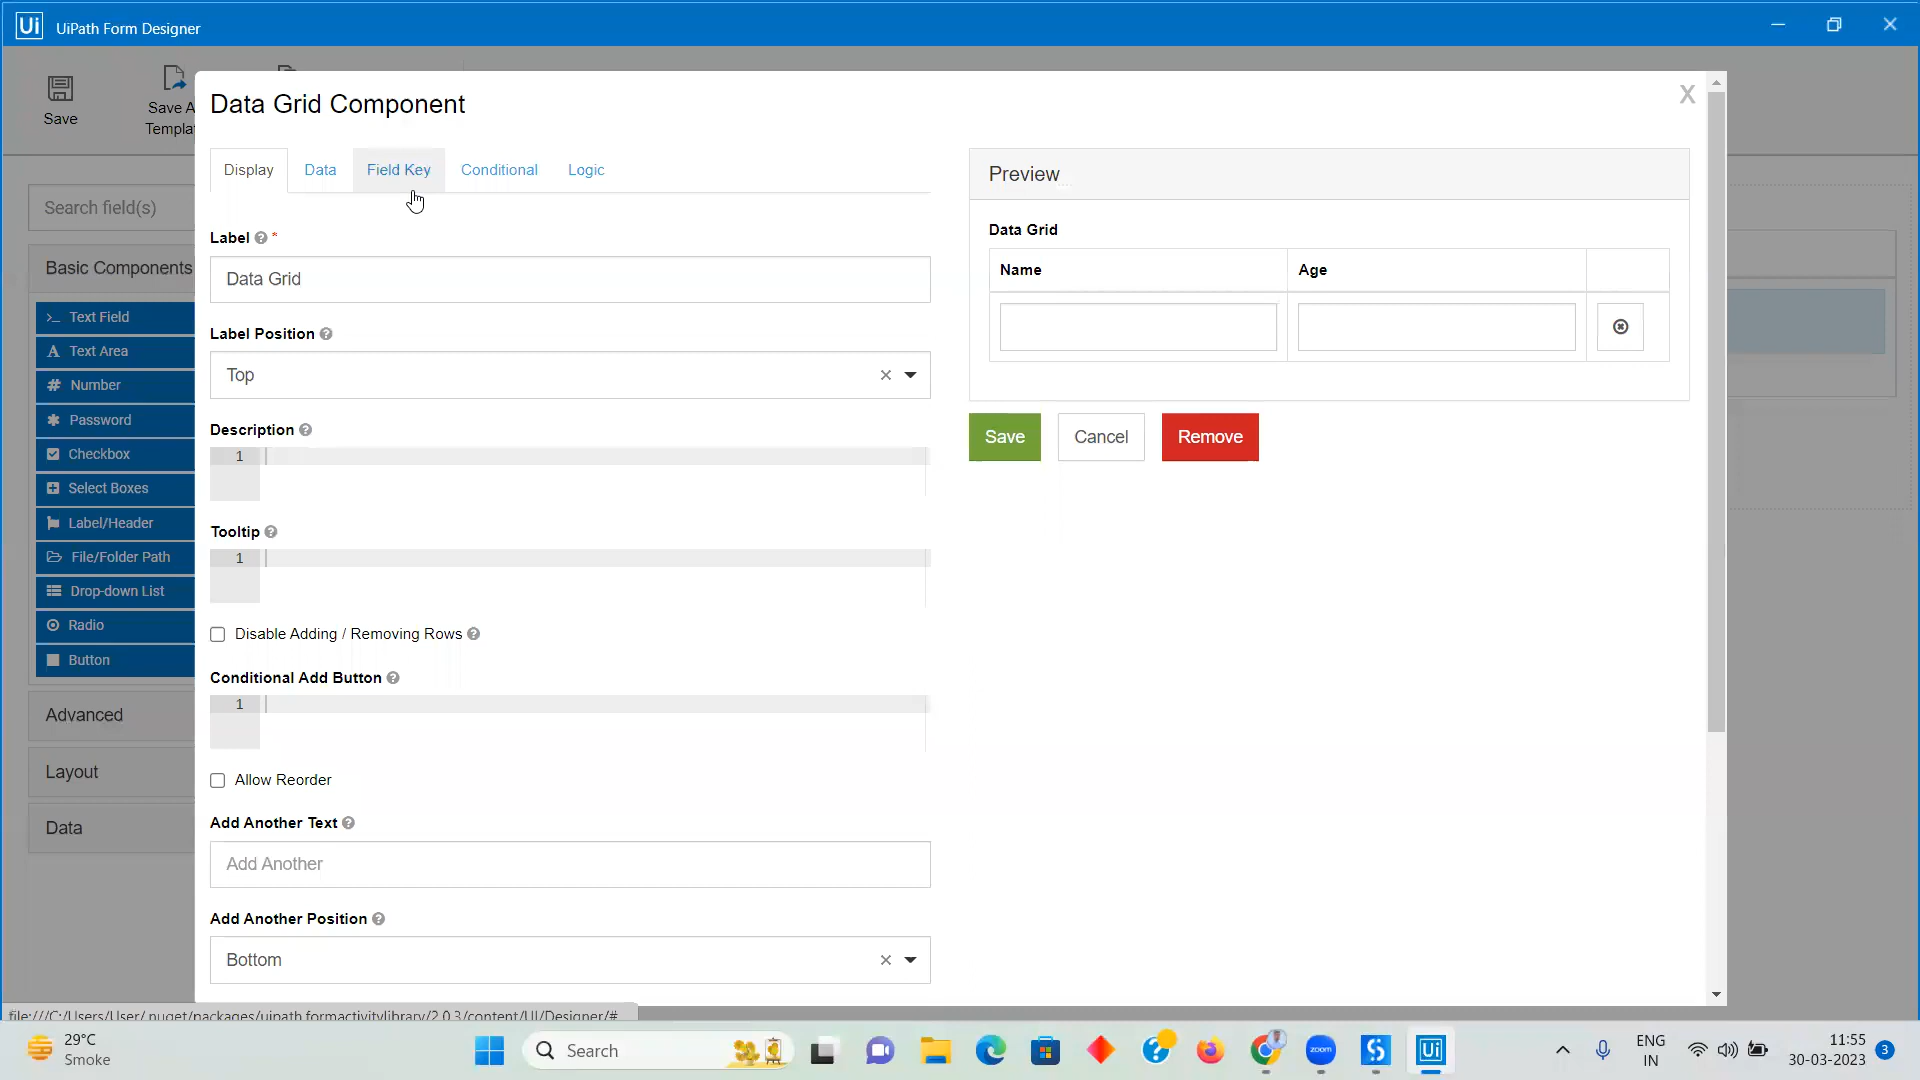 Ui UiPath Form Designer
Save
Save A
Templa
Data Grid Component
X
Display Data Field Key Conditional Logic
Search field(s)
Basic Components
>_ Text Field
A Text Area
# Number
Password
Checkbox
Select Boxes
Label/Header
File/Folder Path
Drop-down List
Radio
Button
Advanced
Layout
Data
Label *
Data Grid
Label Position
Top
Description
1
Tooltip
1
Disable Adding / Removing Rows
Conditional Add Button
1
Allow Reorder
Add Another Text
Add Another
Add Another Position
Bottom
Preview
Data Grid
Name Age
Save Cancel Remove
file:///C:/Users/User/.nuget/packages/uipath.formactivitylibrary/2.0.3/content/UI/Designer/#
29°C
Smoke
Search
zoom
Ui
ENG
IN
11:55
30-03-2023
3